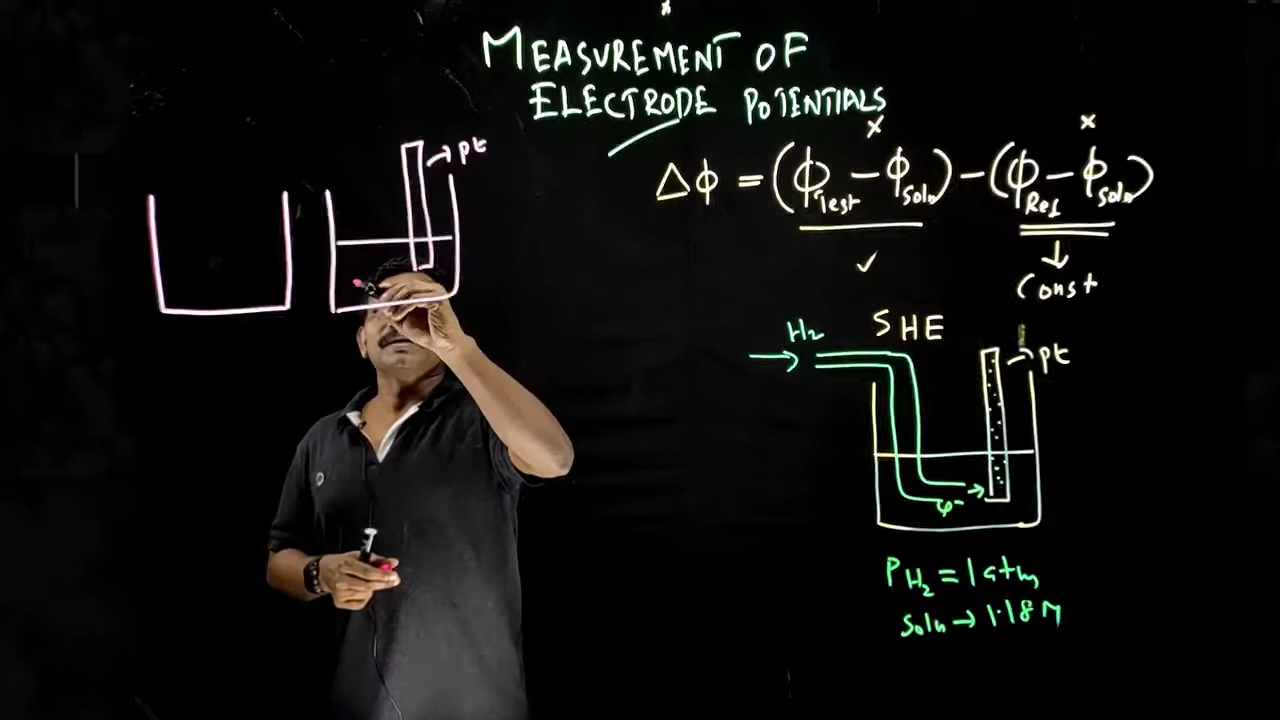 MEASUREMENT OF
ELECTRODE POTENTIALS
x x
Δϕ = (ϕTest − ϕSoln) − (ϕRef − ϕSoln)
✓ ↓
Const
→ pt
SHE
→ H2
→ pt
PH2 = 1 atm
Soln → 1.18 M